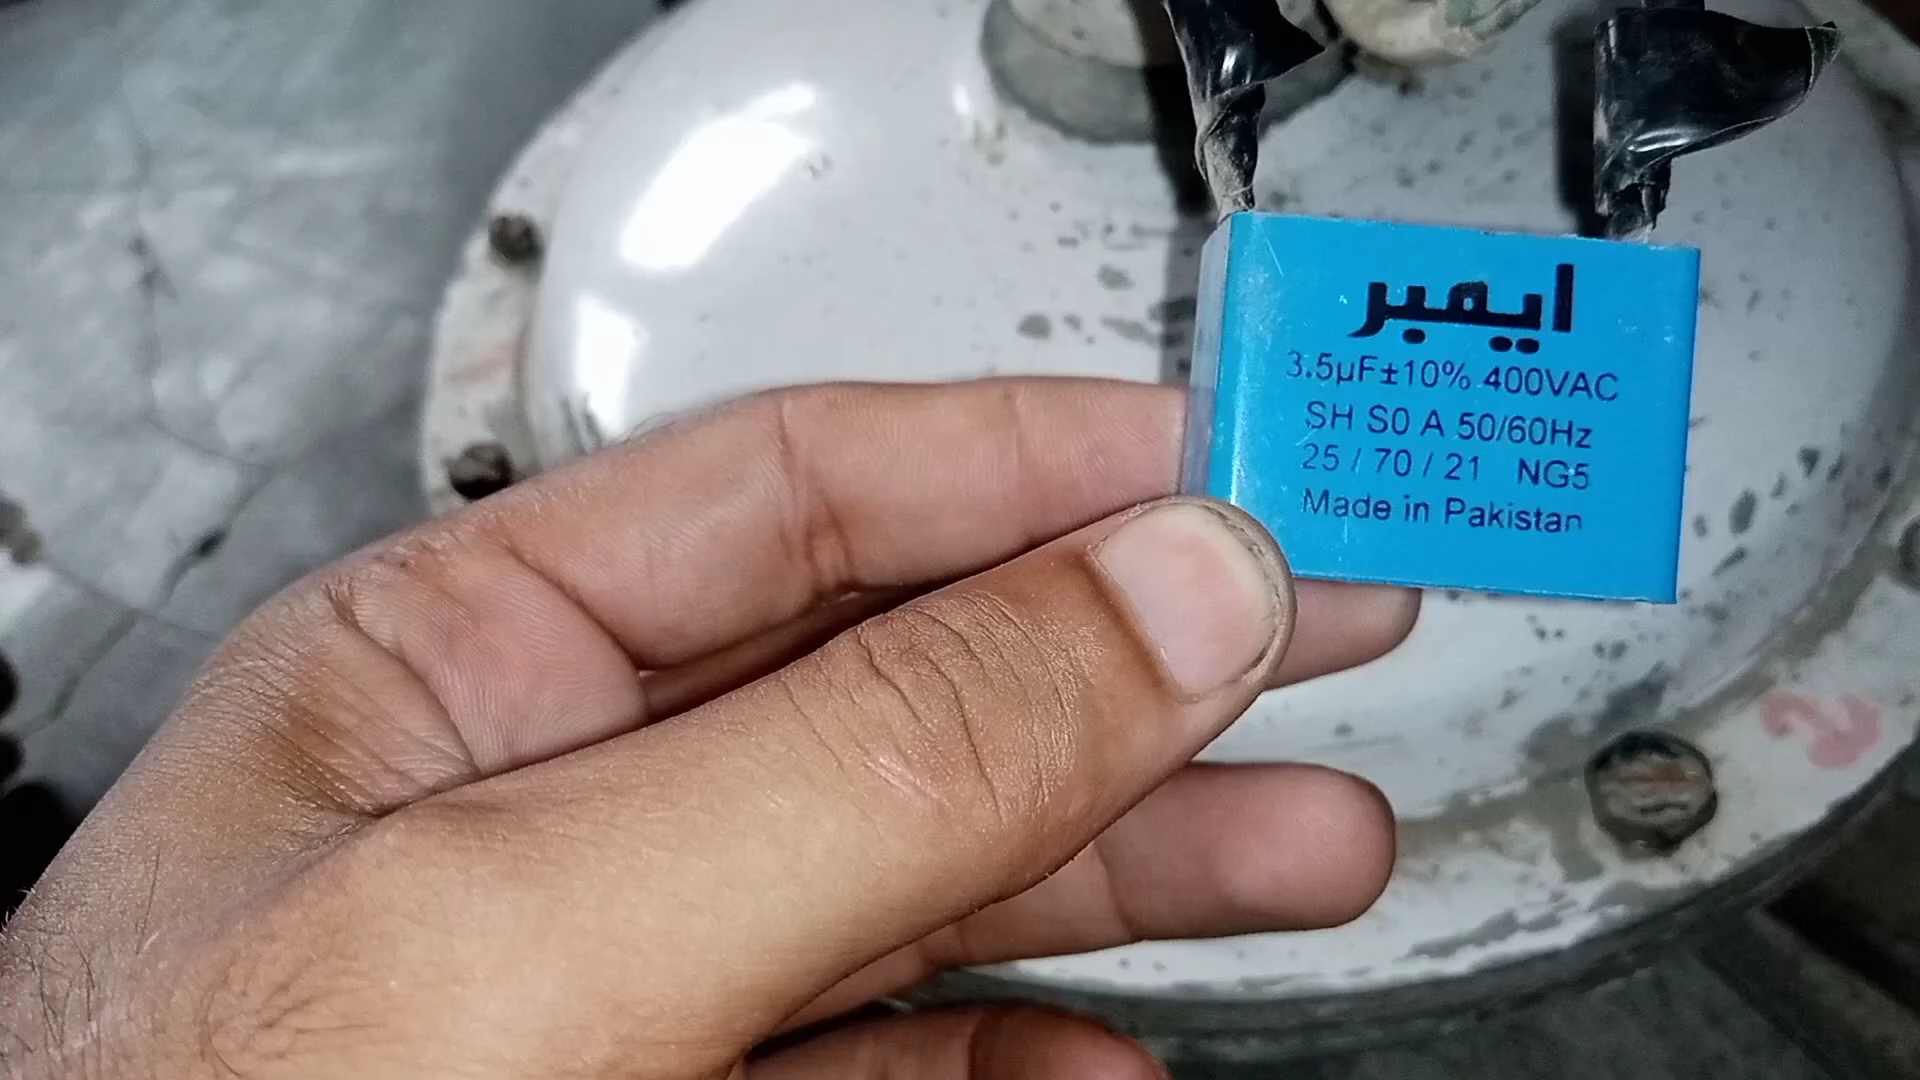 ایمبر
3.5µF±10% 400VAC
SH S0 A 50/60Hz
25 / 70 / 21 NG5
Made in Pakistan